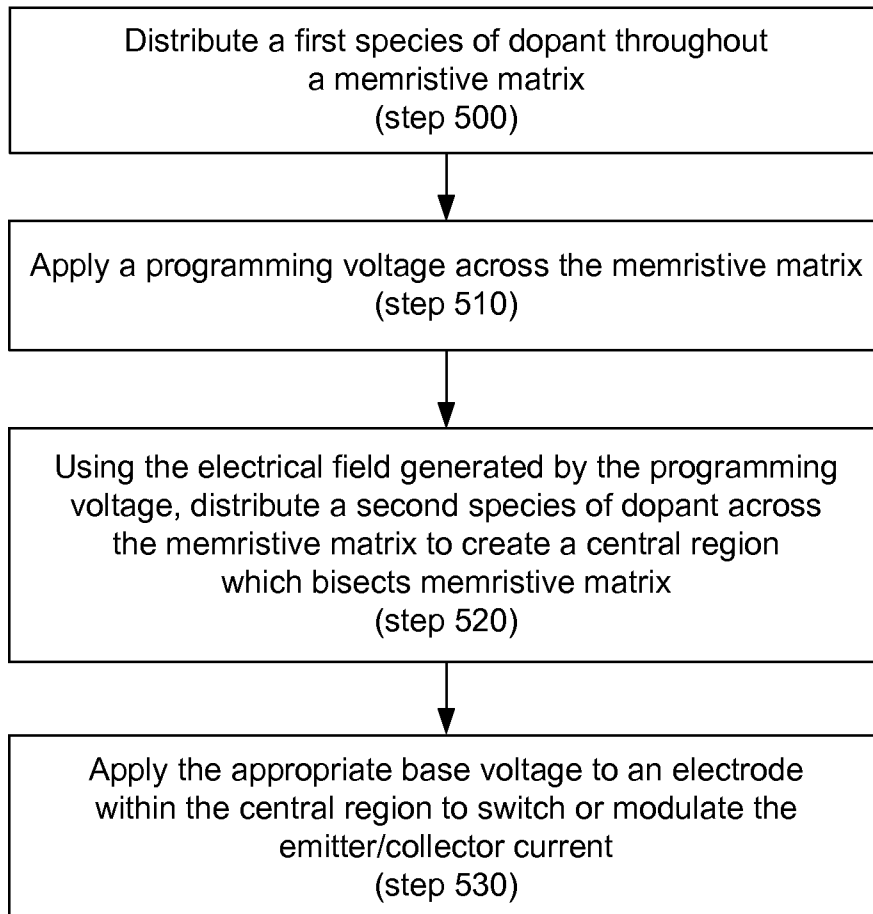 Distribute a first species of dopant throughout
a memristive matrix
(step 500)
Apply a programming voltage across the memristive matrix
(step 510)
Using the electrical field generated by the programming
voltage, distribute a second species of dopant across
the memristive matrix to create a central region
which bisects memristive matrix
(step 520)
Apply the appropriate base voltage to an electrode
within the central region to switch or modulate the
emitter/collector current
(step 530)